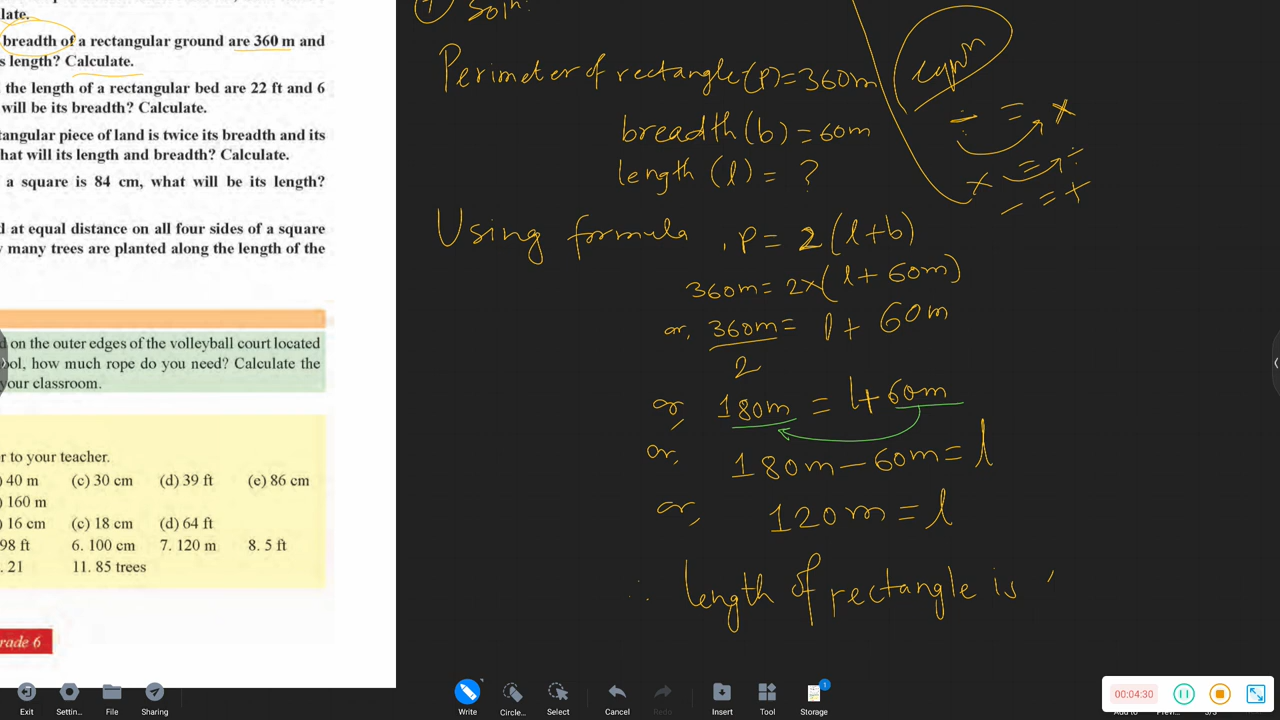 late.
breadth of a rectangular ground are 360 m and
s length? Calculate.
the length of a rectangular bed are 22 ft and 6
will be its breadth? Calculate.
tangular piece of land is twice its breadth and its
hat will its length and breadth? Calculate.
a square is 84 cm, what will be its length?
d at equal distance on all four sides of a square
many trees are planted along the length of the
d on the outer edges of the volleyball court located
ool, how much rope do you need? Calculate the
your classroom.
er to your teacher.
) 40 m (c) 30 cm (d) 39 ft (e) 86 cm
) 160 m
) 16 cm (c) 18 cm (d) 64 ft
98 ft 6. 100 cm 7. 120 m 8. 5 ft
. 21 11. 85 trees
rade 6
Soln:
Perimeter of rectangle (P) = 360m
breadth (b) = 60m
length (l) = ?
Using formula, P = 2 (l+b)
360m = 2×(l + 60m)
or, 360m = l + 60m
2
or, 180m = l + 60m
or, 180m – 60m = l
or, 120m = l
∴ length of rectangle is
÷ = ×
× = ÷
– = +
Exit Settin... File Sharing Write Circle... Select Cancel Redo Insert Tool Storage 1
00:04:30